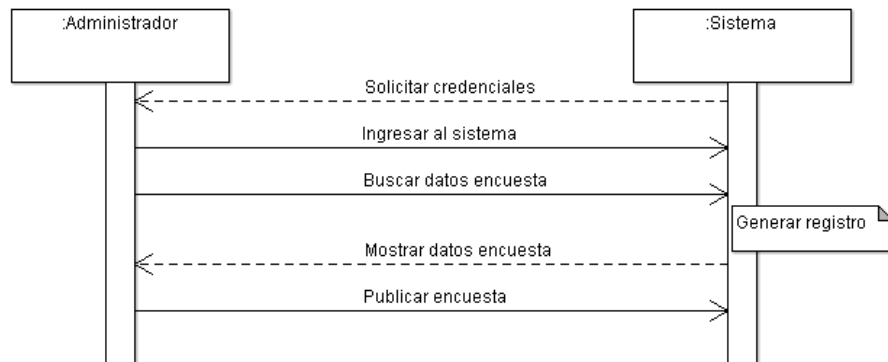 :Administrador
:Sistema
Solicitar credenciales
Ingresar al sistema
Buscar datos encuesta
Generar registro
Mostrar datos encuesta
Publicar encuesta